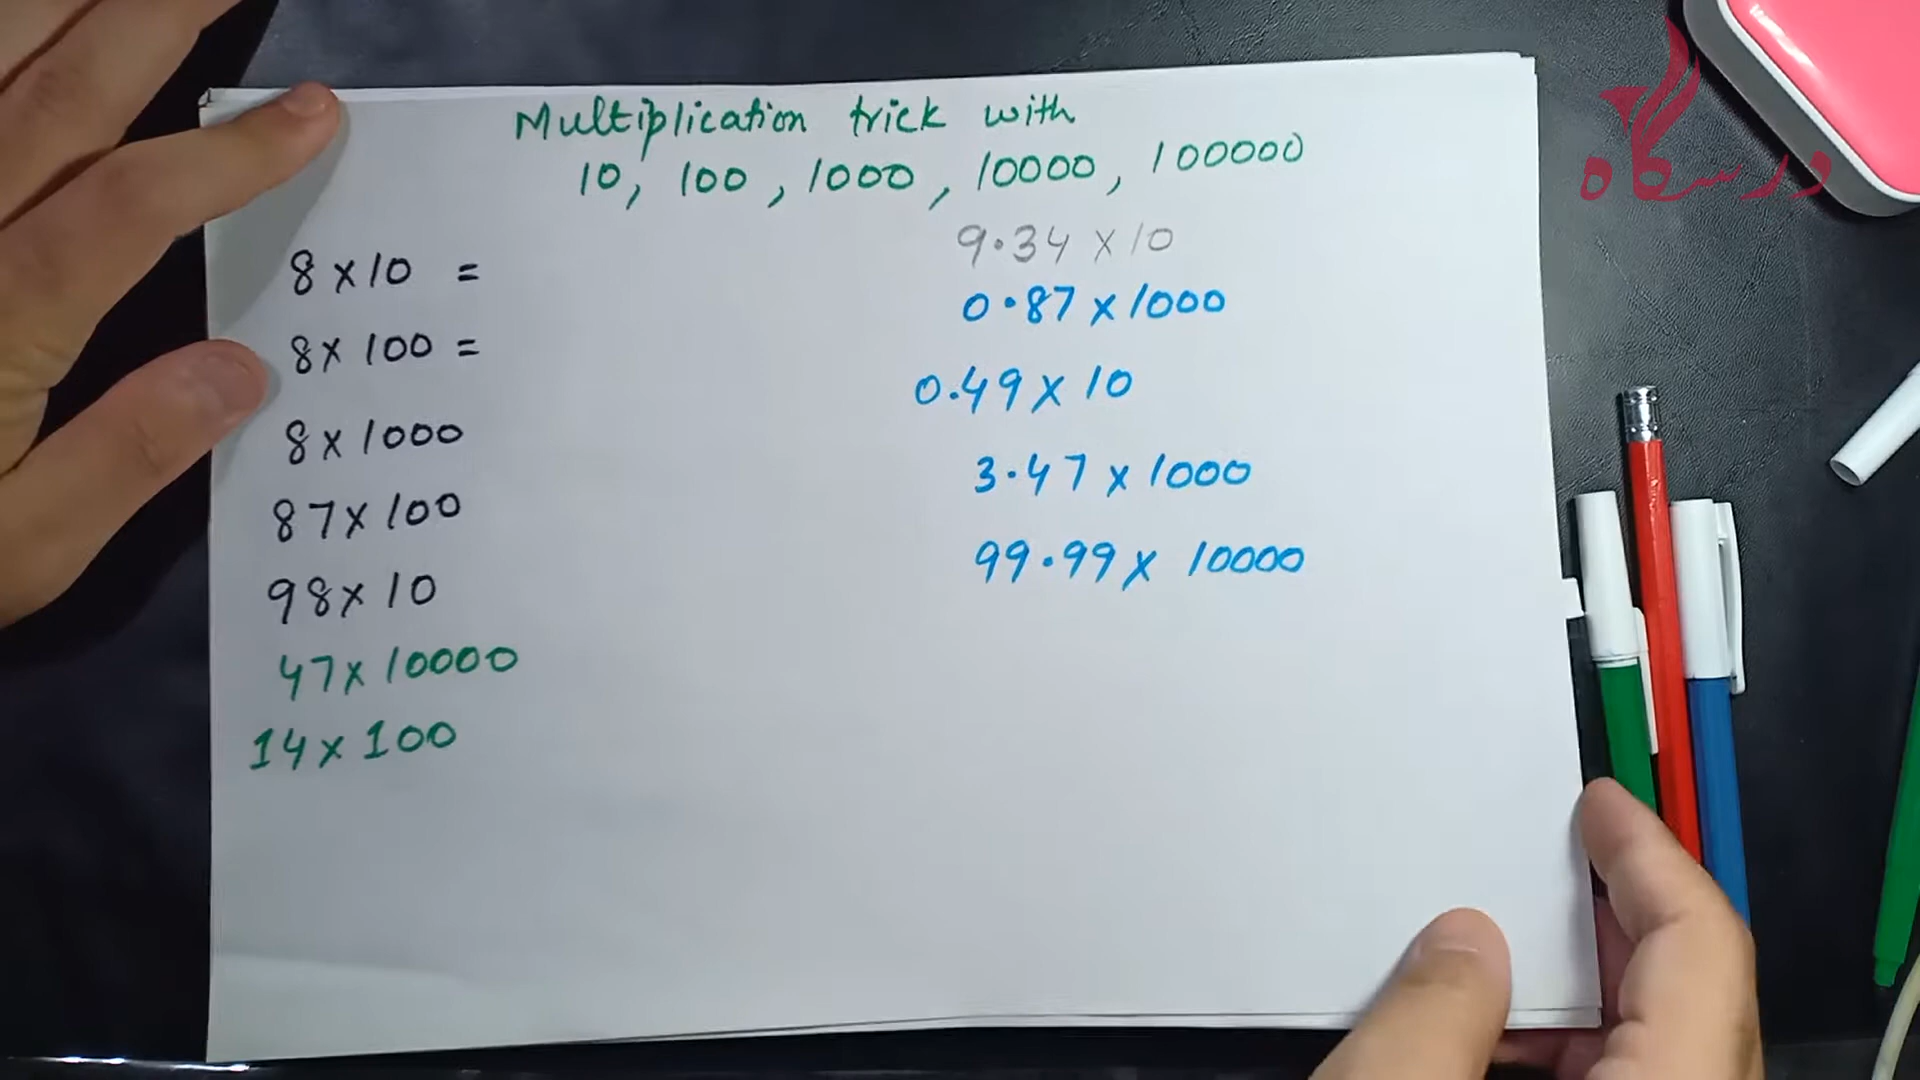 Multiplication trick with
10, 100, 1000, 10000, 100000
8 x 10 =
8 x 100 =
8 x 1000
87 x 100
98 x 10
47 x 10000
14 x 100
9.34 x 10
0.87 x 1000
0.49 x 10
3.47 x 1000
99.99 x 10000
درسگاہ